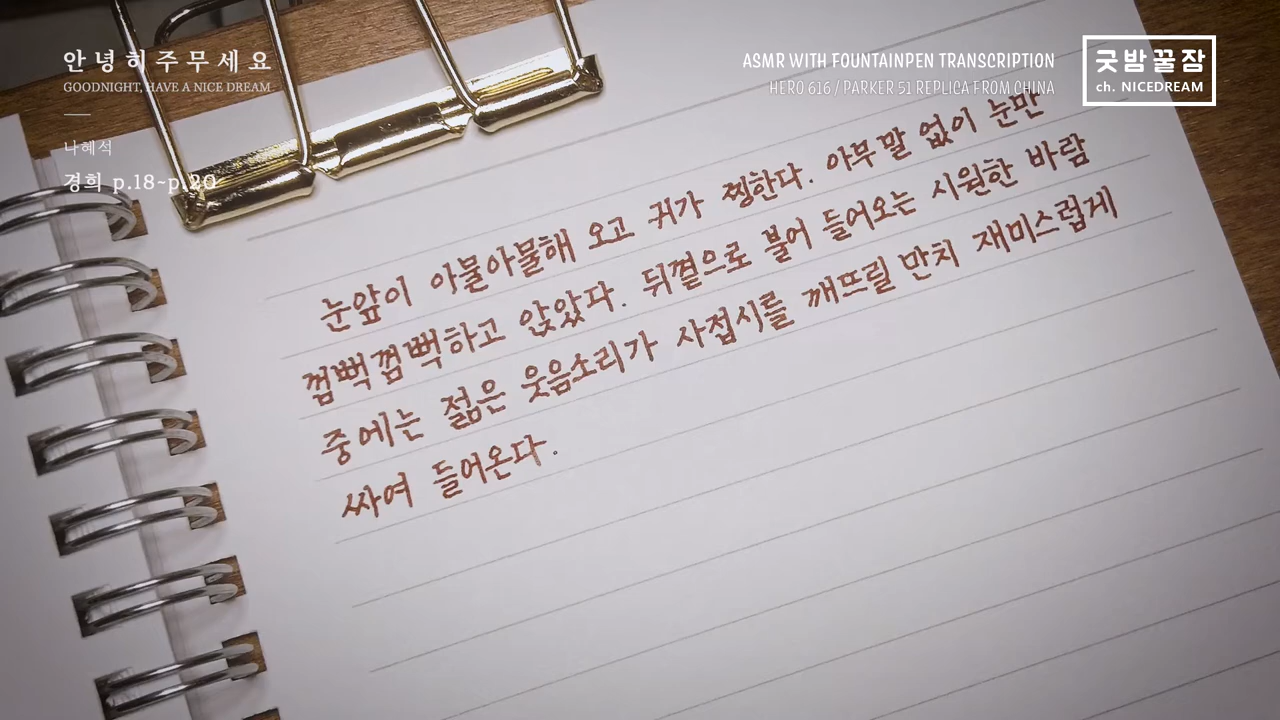 안녕히주무세요
GOODNIGHT, HAVE A NICE DREAM
나혜석
경희 p.18~p.20
ASMR WITH FOUNTAINPEN TRANSCRIPTION
HERO 616 / PARKER 51 REPLICA FROM CHINA
굿밤꿀잠
ch. NICEDREAM
눈앞이 아물아물해 오고 귀가 찡한다. 아무 말 없이 눈만
껌뻑껌뻑하고 앉았다. 뒤곁으로 불어 들어오는 시원한 바람
중에는 젊은 웃음소리가 사접시를 깨뜨릴 만치 재미스럽게
싸여 들어온다.